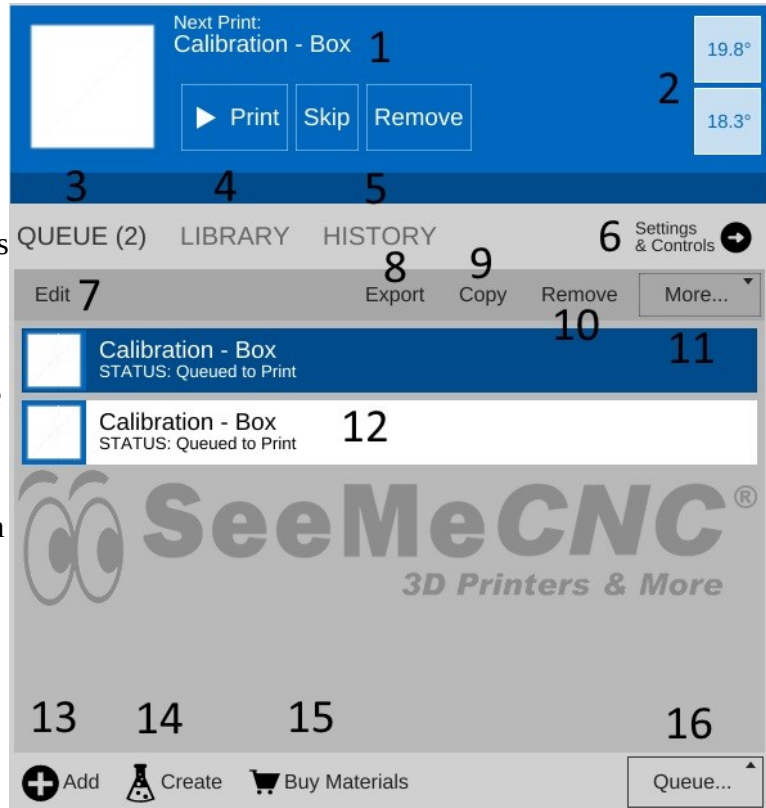 Next Print:
Calibration - Box 1
19.8°
2
Print Skip Remove
18.3°
3 4 5
s
QUEUE (2) LIBRARY HISTORY 6 Settings & Controls
8 9
Edit 7 Export Copy Remove More...
10 11
Calibration - Box
STATUS: Queued to Print
Calibration - Box 12
STATUS: Queued to Print
SeeMeCNC®
3D Printers & More
13 14 15 16
Add Create Buy Materials Queue...